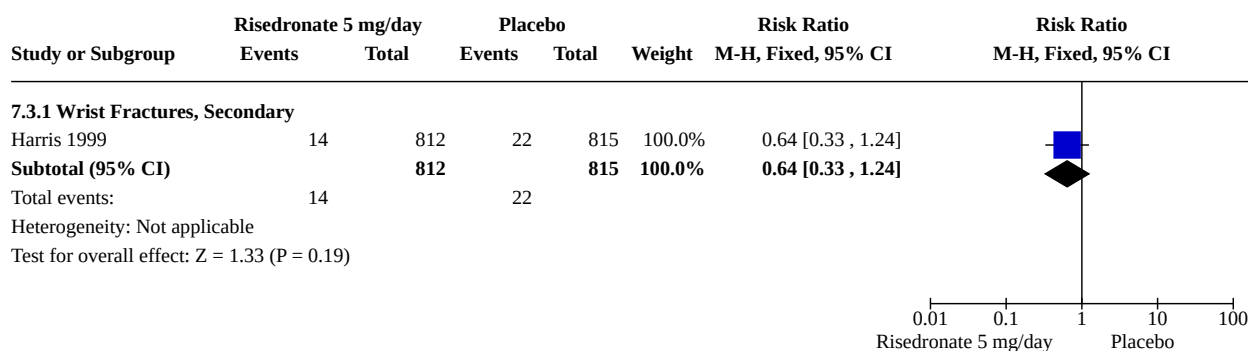 Risedronate 5 mg/day Placebo Risk Ratio Risk Ratio
Study or Subgroup Events Total Events Total Weight M-H, Fixed, 95% CI M-H, Fixed, 95% CI
7.3.1 Wrist Fractures, Secondary
Harris 1999 14 812 22 815 100.0% 0.64 [0.33 , 1.24]
Subtotal (95% CI) 812 815 100.0% 0.64 [0.33 , 1.24]
Total events: 14 22
Heterogeneity: Not applicable
Test for overall effect: Z = 1.33 (P = 0.19)
0.01 0.1 1 10 100
Risedronate 5 mg/day Placebo